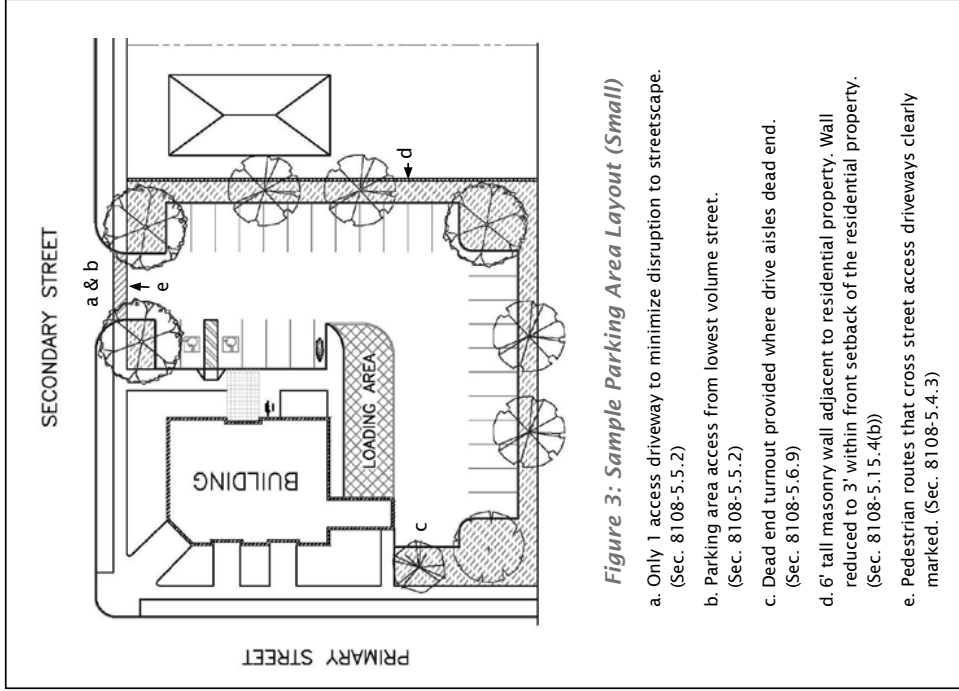 SECONDARY STREET
a & b
e
d
BUILDING
LOADING AREA
c
PRIMARY STREET
Figure 3: Sample Parking Area Layout (Small)
a. Only 1 access driveway to minimize disruption to streetscape.
(Sec. 8108-5.5.2)
b. Parking area access from lowest volume street.
(Sec. 8108-5.5.2)
c. Dead end turnout provided where drive aisles dead end.
(Sec. 8108-5.6.9)
d. 6' tall masonry wall adjacent to residential property. Wall
reduced to 3' within front setback of the residential property.
(Sec. 8108-5.15.4(b))
e. Pedestrian routes that cross street access driveways clearly
marked. (Sec. 8108-5.4.3)